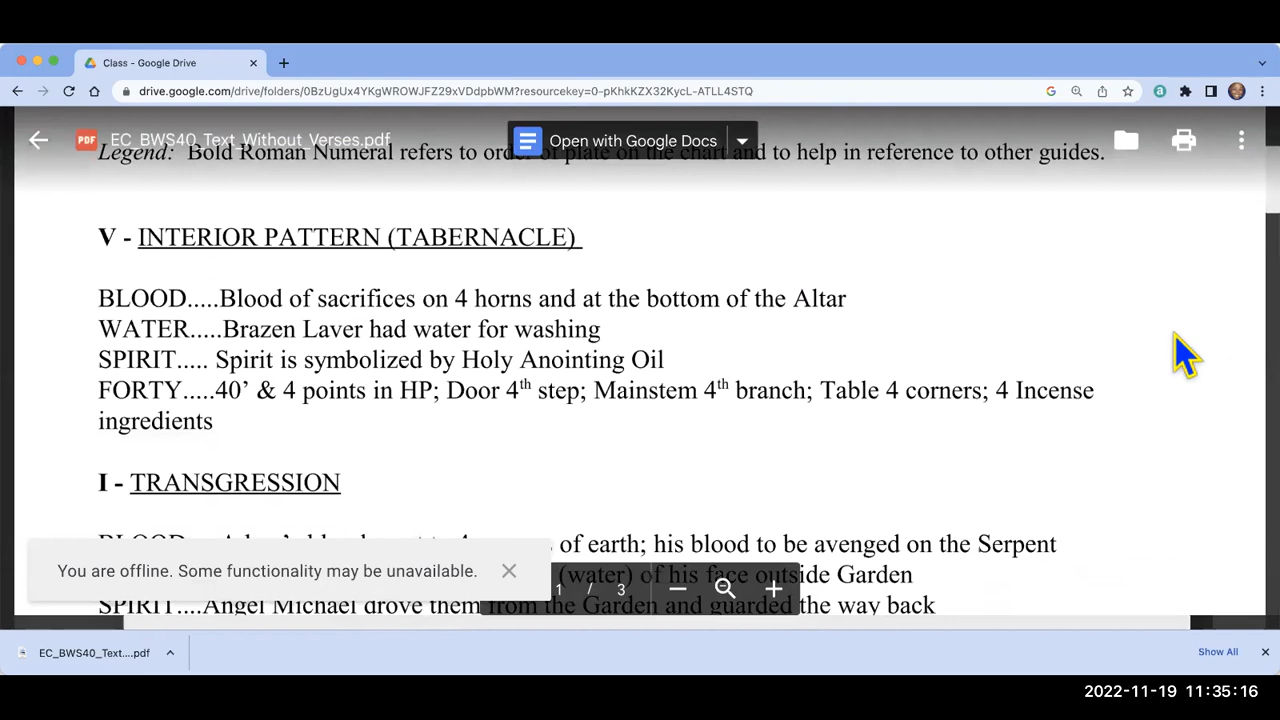 Class - Google Drive
drive.google.com/drive/folders/0BzUgUx4YKgWROWJFZ29xVDdpbWM?resourcekey=0-pKhkKZX32KycL-ATLL4STQ
PDF EC_BWS40_Text_Without_Verses.pdf
Open with Google Docs
Legend: Bold Roman Numeral refers to order of plate on the chart and to help in reference to other guides.
V - INTERIOR PATTERN (TABERNACLE)
BLOOD.....Blood of sacrifices on 4 horns and at the bottom of the Altar
WATER.....Brazen Laver had water for washing
SPIRIT..... Spirit is symbolized by Holy Anointing Oil
FORTY.....40’ & 4 points in HP; Door 4th step; Mainstem 4th branch; Table 4 corners; 4 Incense
ingredients
I - TRANSGRESSION
of earth; his blood to be avenged on the Serpent
(water) of his face outside Garden
SPIRIT....Angel Michael drove them from the Garden and guarded the way back
You are offline. Some functionality may be unavailable.
1 / 3
EC_BWS40_Text....pdf
Show All
2022-11-19 11:35:16